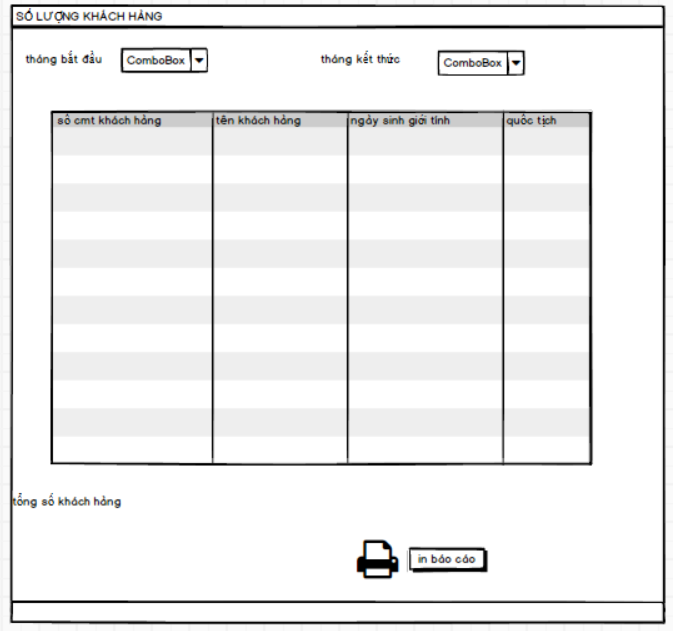 SỐ LƯỢNG KHÁCH HÀNG
tháng bắt đầu ComboBox tháng kết thức ComboBox
số cmt khách hàng tên khách hàng ngày sinh giới tính quốc tịch
tổng số khách hàng
in báo cáo